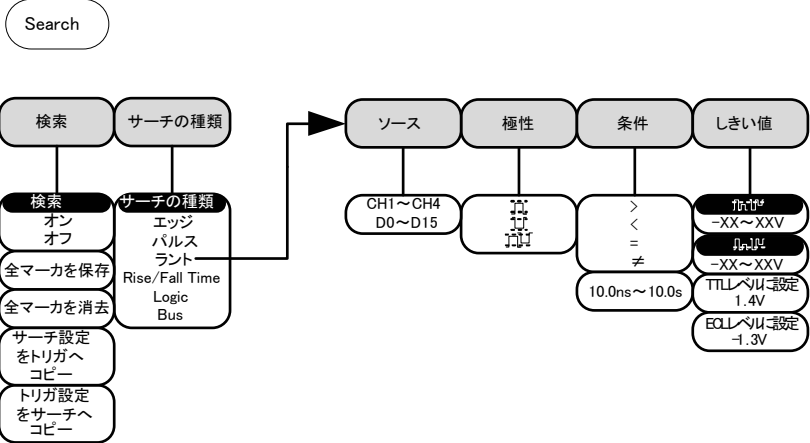 Search
検索
サーチの種類
ソース
極性
条件
しきい値
検索
オン
オフ
全マーカを保存
全マーカを消去
サーチ設定
をトリガへ
コピー
トリガ設定
をサーチへ
コピー
サーチの種類
エッジ
パルス
ラント
Rise/Fall Time
Logic
Bus
CH1～CH4
D0～D15
>
<
=
≠
10.0ns～10.0s
-XX～XXV
-XX～XXV
TTLレベルに設定
1.4V
ECLレベルに設定
-1.3V